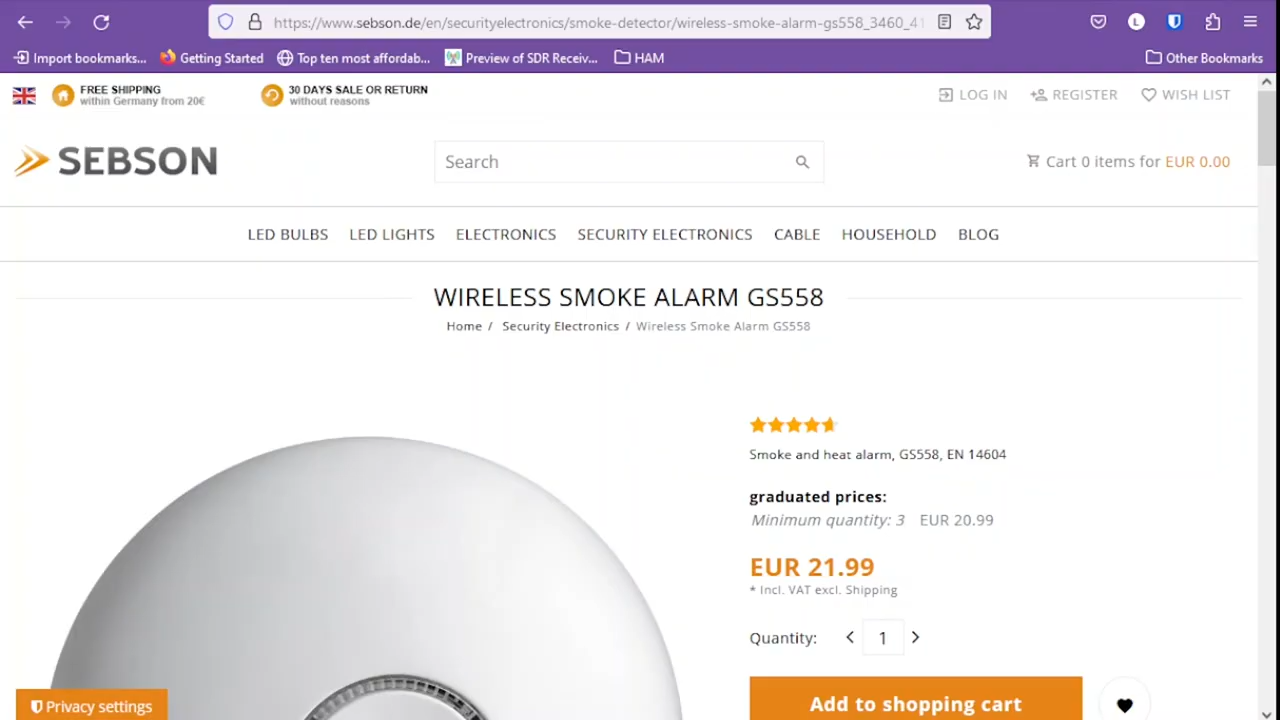 https://www.sebson.de/en/securityelectronics/smoke-detector/wireless-smoke-alarm-gs558_3460_41
L
Import bookmarks...
Getting Started
Top ten most affordab...
Preview of SDR Receiv...
HAM
Other Bookmarks
FREE SHIPPING
within Germany from 20€
30 DAYS SALE OR RETURN
without reasons
LOG IN
REGISTER
WISH LIST
SEBSON
Search
Cart 0 items for EUR 0.00
LED BULBS
LED LIGHTS
ELECTRONICS
SECURITY ELECTRONICS
CABLE
HOUSEHOLD
BLOG
WIRELESS SMOKE ALARM GS558
Home / Security Electronics / Wireless Smoke Alarm GS558
Smoke and heat alarm, GS558, EN 14604
graduated prices:
Minimum quantity: 3 EUR 20.99
EUR 21.99
* Incl. VAT excl. Shipping
Quantity: 1
Add to shopping cart
Privacy settings